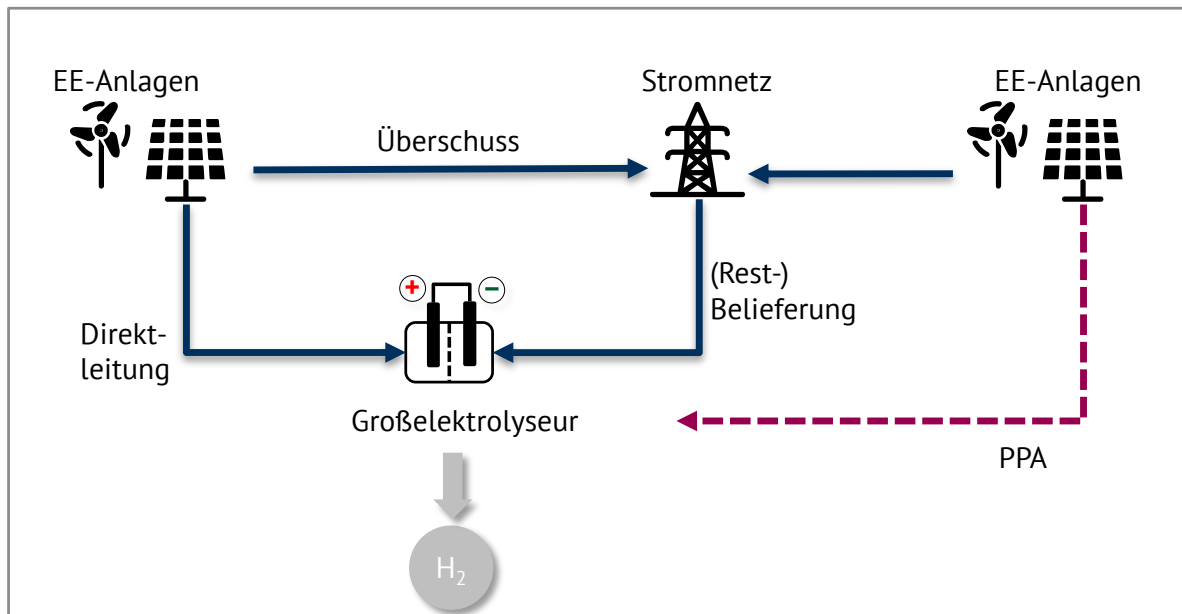 EE-Anlagen
Stromnetz
EE-Anlagen
Überschuss
(Rest-)
Belieferung
+
−
Direkt-
leitung
Großelektrolyseur
PPA
H₂